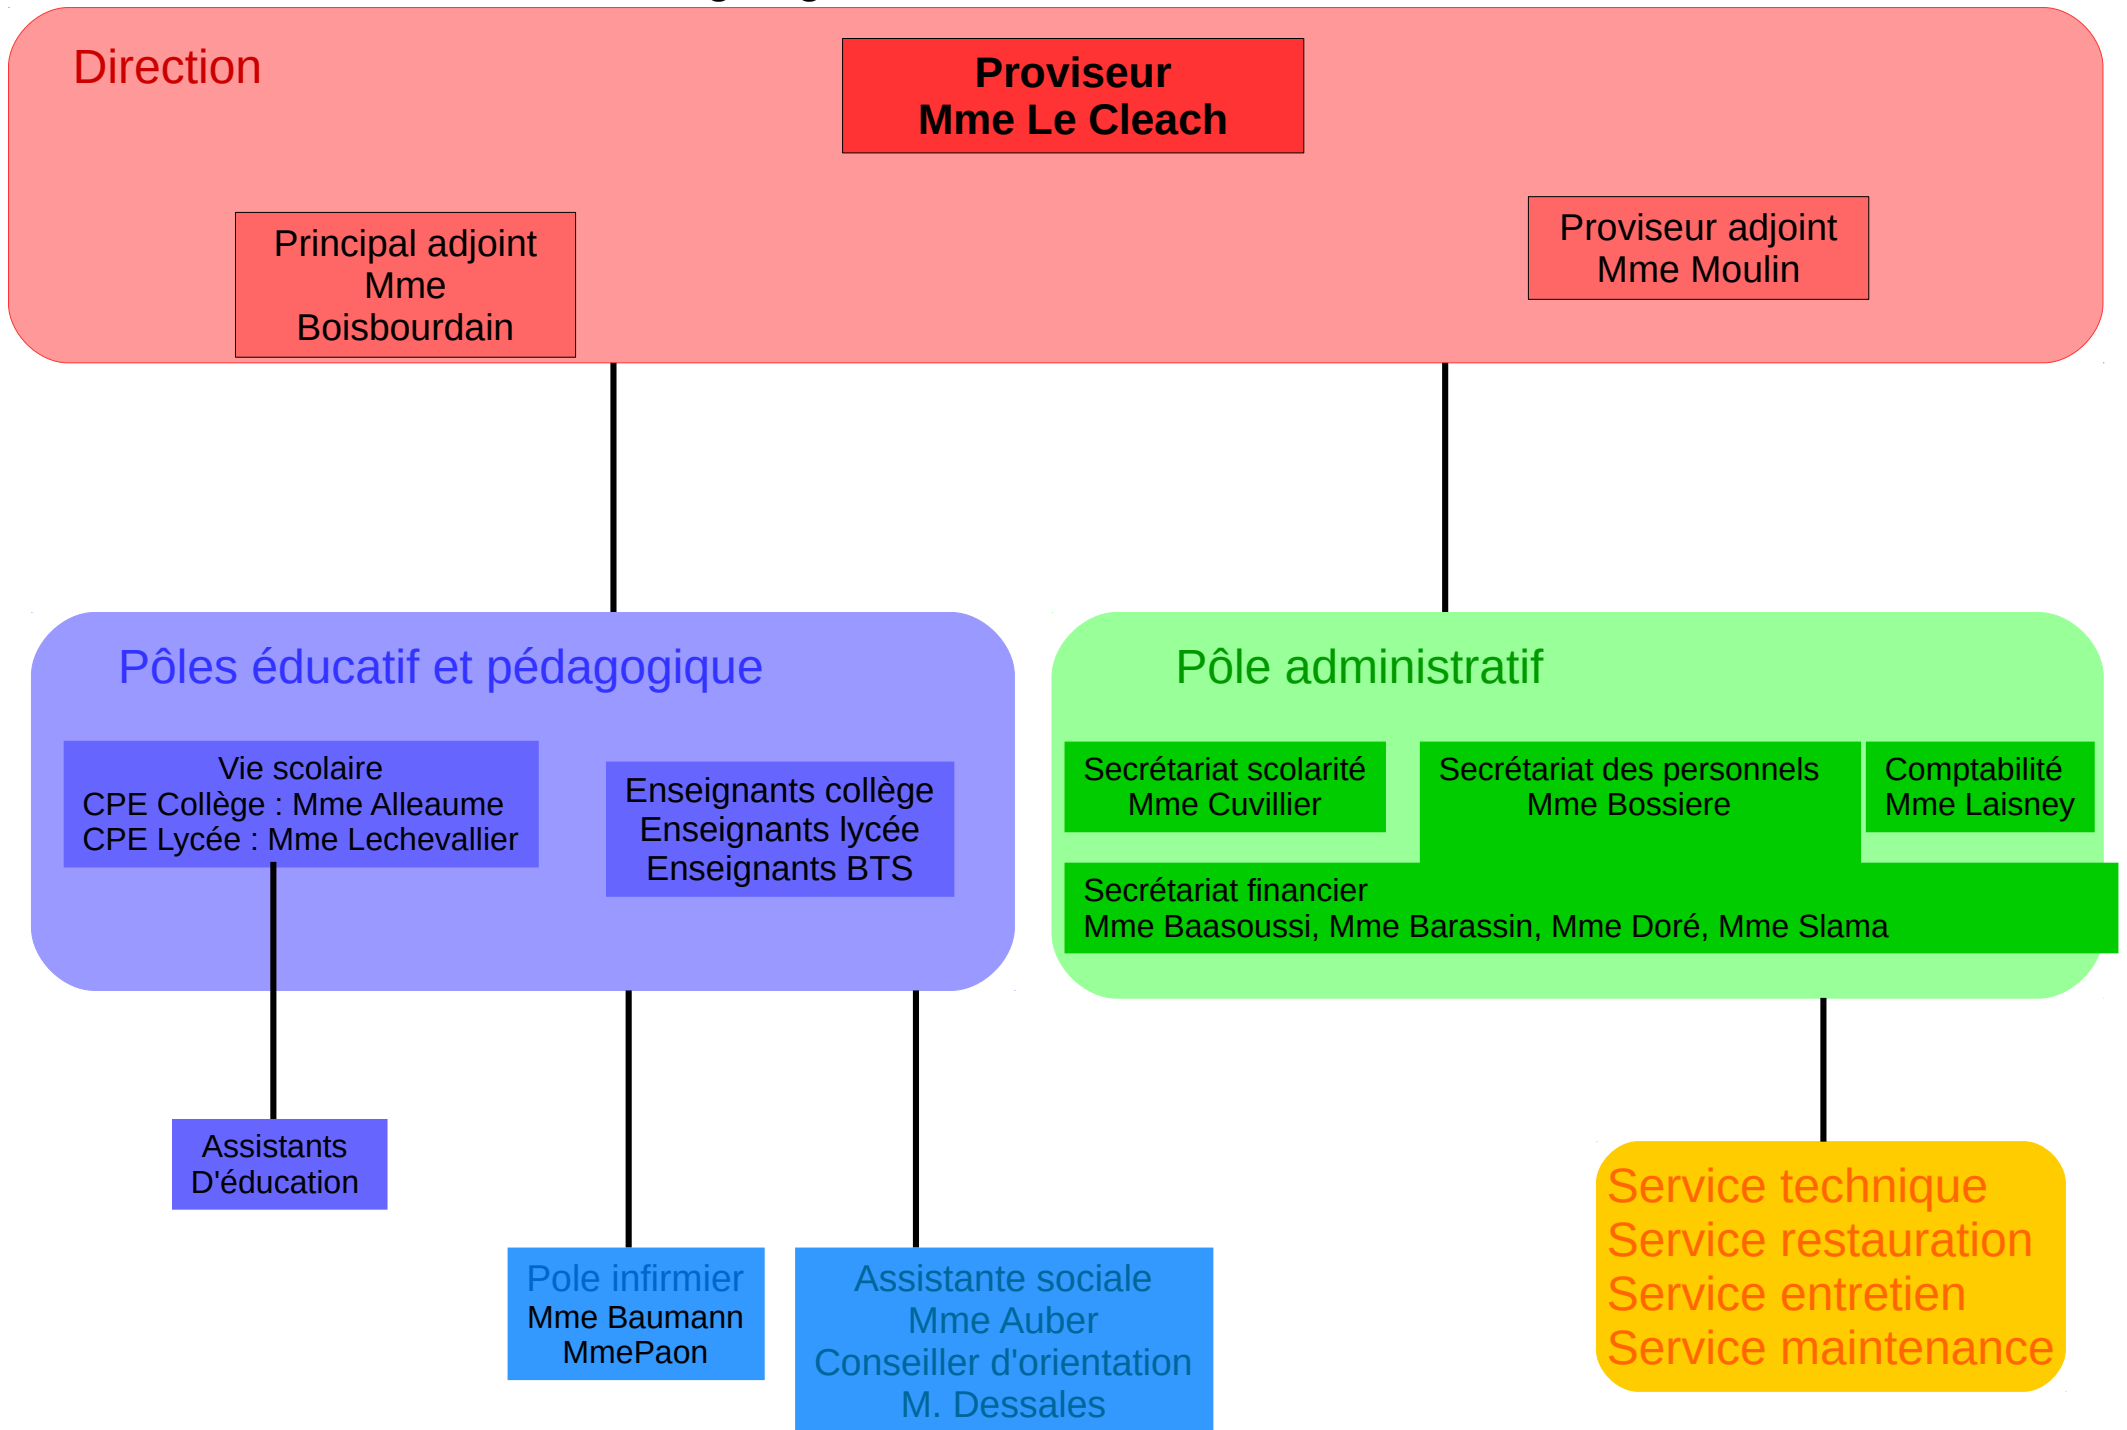 Direction
Proviseur
Mme Le Cleach
Principal adjoint
Mme
Boisbourdain
Proviseur adjoint
Mme Moulin
Pôles éducatif et pédagogique
Vie scolaire
CPE Collège : Mme Alleaume
CPE Lycée : Mme Lechevallier
Enseignants collège
Enseignants lycée
Enseignants BTS
Pôle administratif
Secrétariat scolarité
Mme Cuvillier
Secrétariat des personnels
Mme Bossiere
Comptabilité
Mme Laisney
Secrétariat financier
Mme Baasoussi, Mme Barassin, Mme Doré, Mme Slama
Assistants
D'éducation
Pole infirmier
Mme Baumann
MmePaon
Assistante sociale
Mme Auber
Conseiller d'orientation
M. Dessales
Service technique
Service restauration
Service entretien
Service maintenance